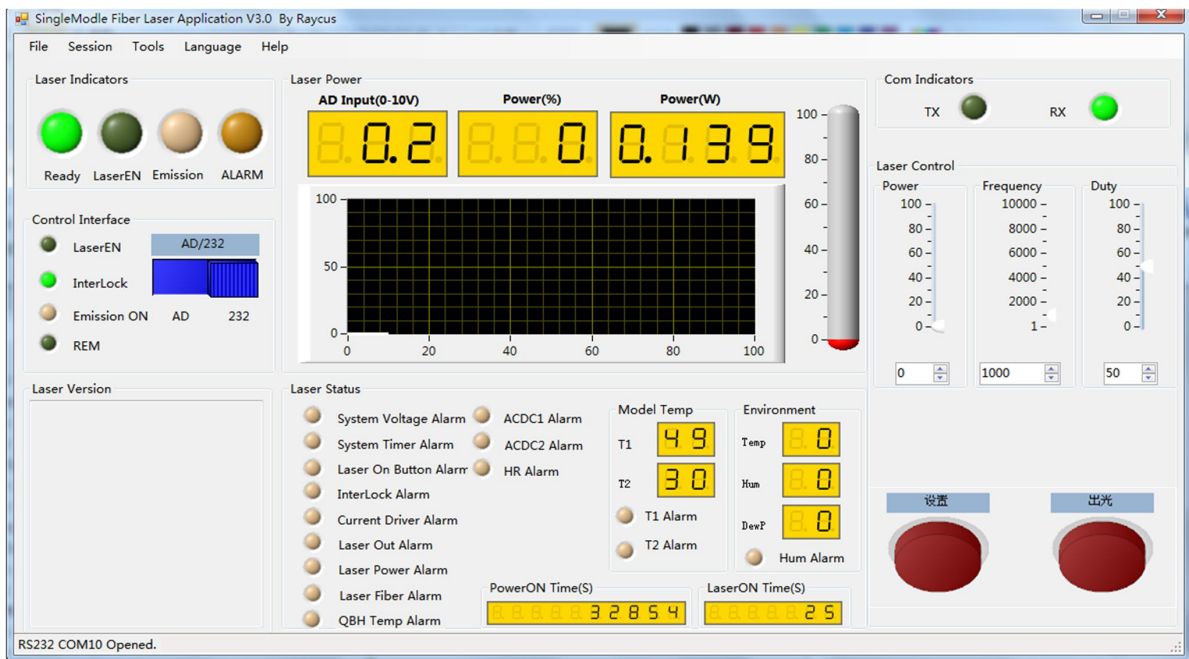 SingleModle Fiber Laser Application V3.0 By Raycus
File Session Tools Language Help
Laser Indicators
Ready LaserEN Emission ALARM
Control Interface
LaserEN
AD/232
InterLock
Emission ON
AD 232
REM
Laser Version
Laser Power
AD Input(0-10V) Power(%) Power(W)
0.2 0 0.139
100
80
60
40
20
0
100
50
0
0 20 40 60 80 100
Laser Status
System Voltage Alarm
System Timer Alarm
Laser On Button Alarm
InterLock Alarm
Current Driver Alarm
Laser Out Alarm
Laser Power Alarm
Laser Fiber Alarm
QBH Temp Alarm
ACDC1 Alarm
ACDC2 Alarm
HR Alarm
Model Temp
T1 49
T2 30
T1 Alarm
T2 Alarm
Environment
Temp 0
Hum 0
DewP 0
Hum Alarm
PowerON Time(S)
32854
LaserON Time(S)
25
Com Indicators
TX RX
Laser Control
Power
100
80
60
40
20
0
0
Frequency
10000
8000
6000
4000
2000
1
1000
Duty
100
80
60
40
20
0
50
设置
出光
RS232 COM10 Opened.